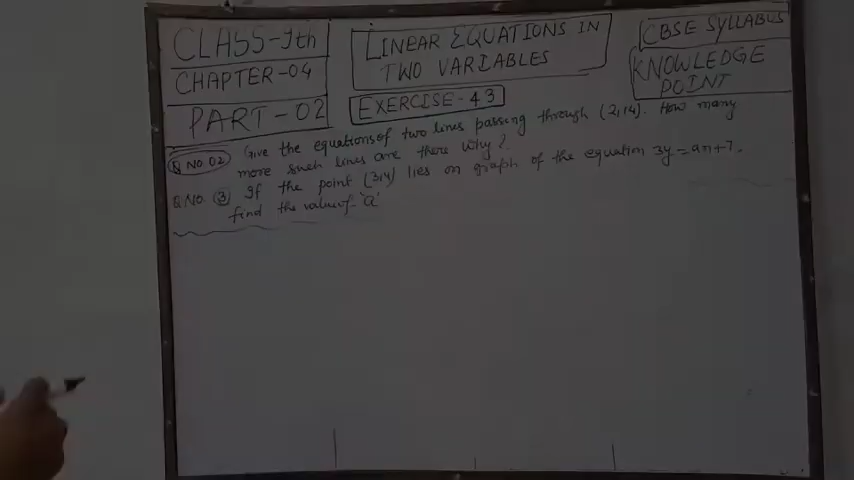 CLASS-9th
CHAPTER-04
PART-02
LINEAR EQUATIONS IN
TWO VARIABLES
EXERCISE-4.3
CBSE SYLLABUS
KNOWLEDGE
POINT
Q NO. 02 Give the equations of two lines passing through (2,14). How many
more such lines are there why?
Q NO. 3 If the point (3,4) lies on graph of the equation 3y=ax+7.
find the value of 'a'